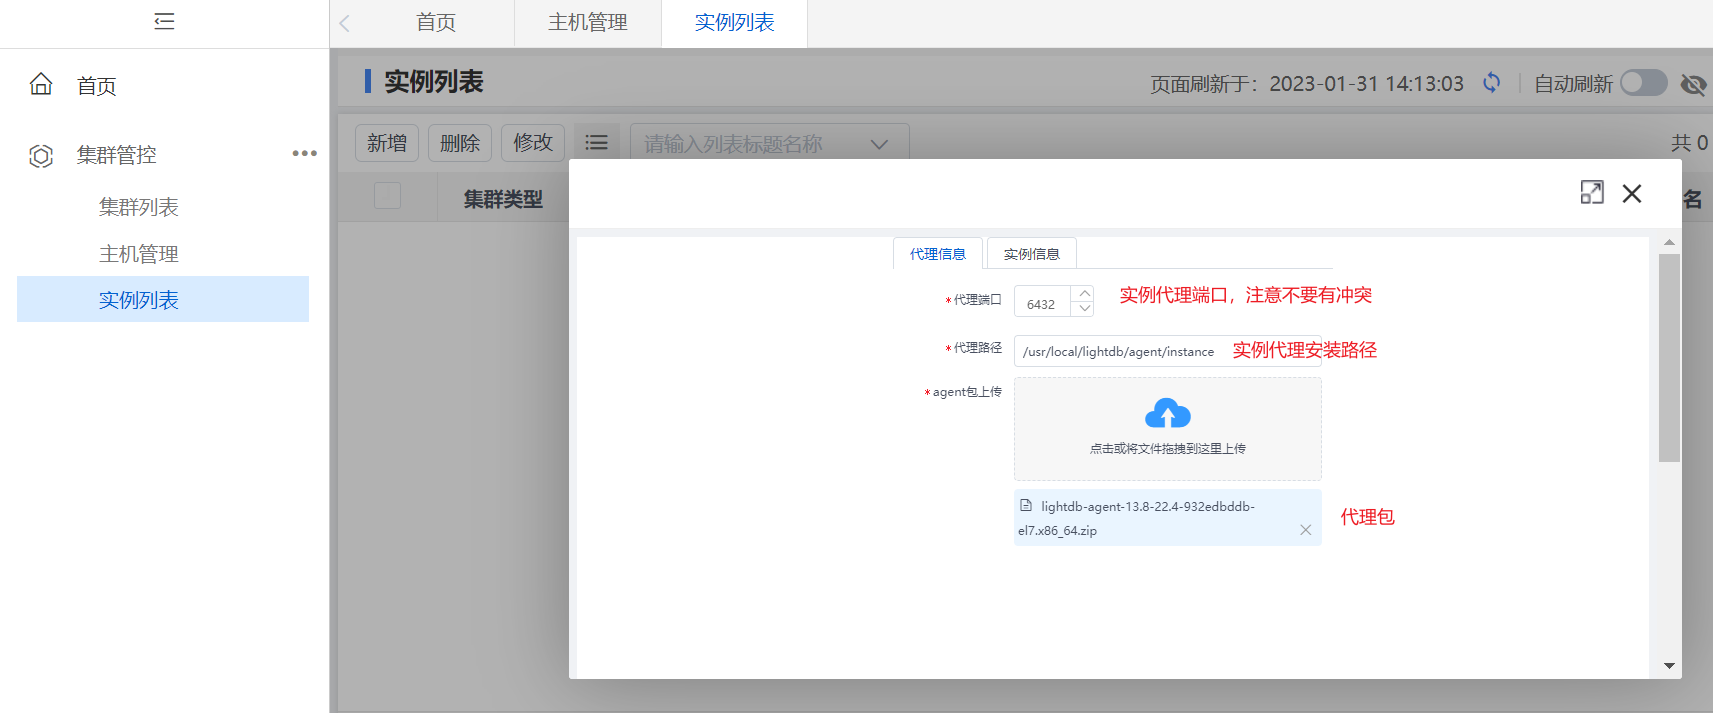 首页
主机管理
实例列表
首页
集群管控
集群列表
主机管理
实例列表
实例列表
页面刷新于：2023-01-31 14:13:03
自动刷新
新增
删除
修改
请输入列表标题名称
共 0
集群类型
名
代理信息
实例信息
*代理端口
6432
实例代理端口，注意不要有冲突
*代理路径
/usr/local/lightdb/agent/instance
实例代理安装路径
*agent包上传
点击或将文件拖拽到这里上传
lightdb-agent-13.8-22.4-932edbddb-
el7.x86_64.zip
代理包